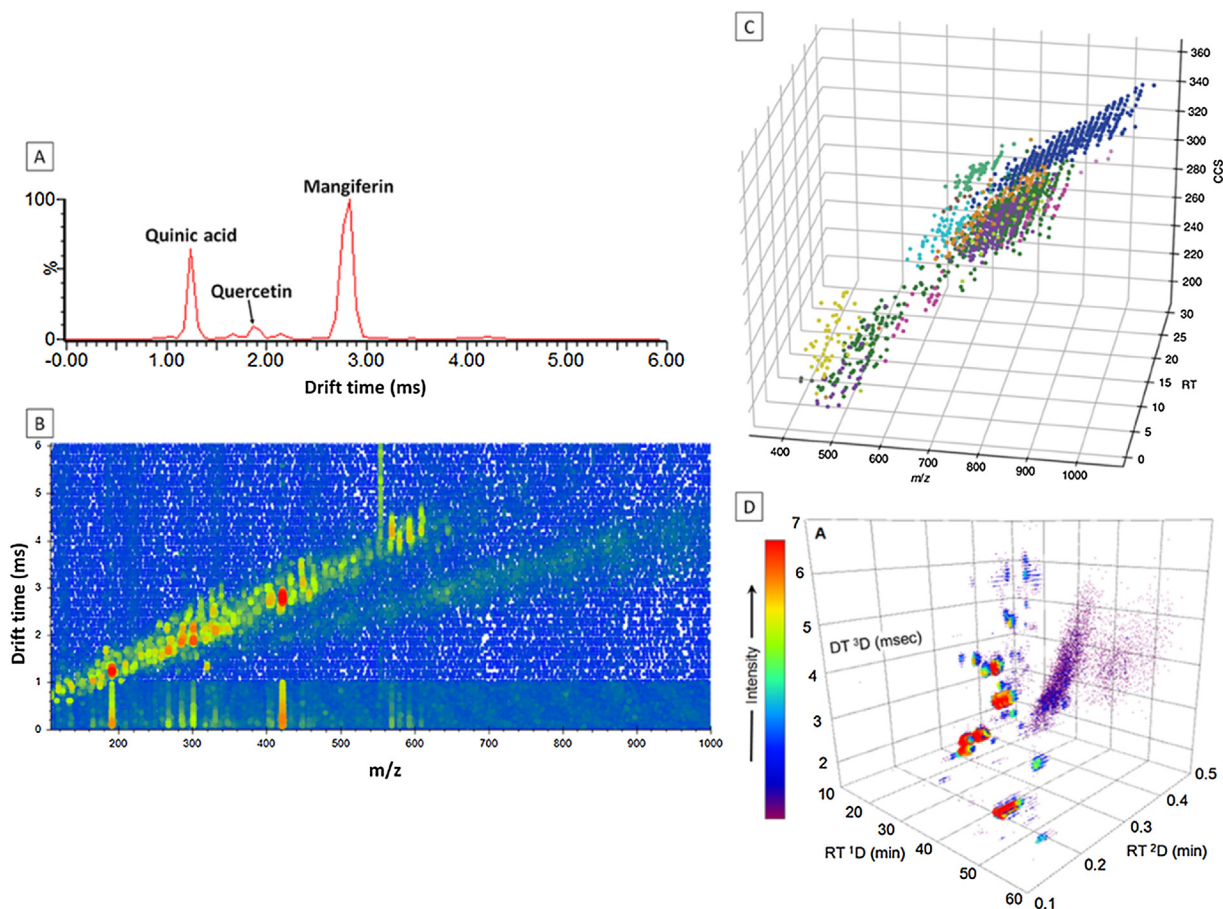 A
Mangiferin
Quinic acid
Quercetin
100
%
0
-0.00 1.00 2.00 3.00 4.00 5.00 6.00
Drift time (ms)
B
6
5
4
3
2
1
0
Drift time (ms)
200 300 400 500 600 700 800 900 1000
m/z
C
360
340
320
300
280
260
240
220
200
CCS
30
25
20
15
10
5
0
RT
400 500 600 700 800 900 1000
m/z
D
A
7
6
5
4
3
2
DT ³D (msec)
Intensity
10 20 30 40 50 60
RT ¹D (min)
0.1 0.2 0.3 0.4 0.5
RT ²D (min)